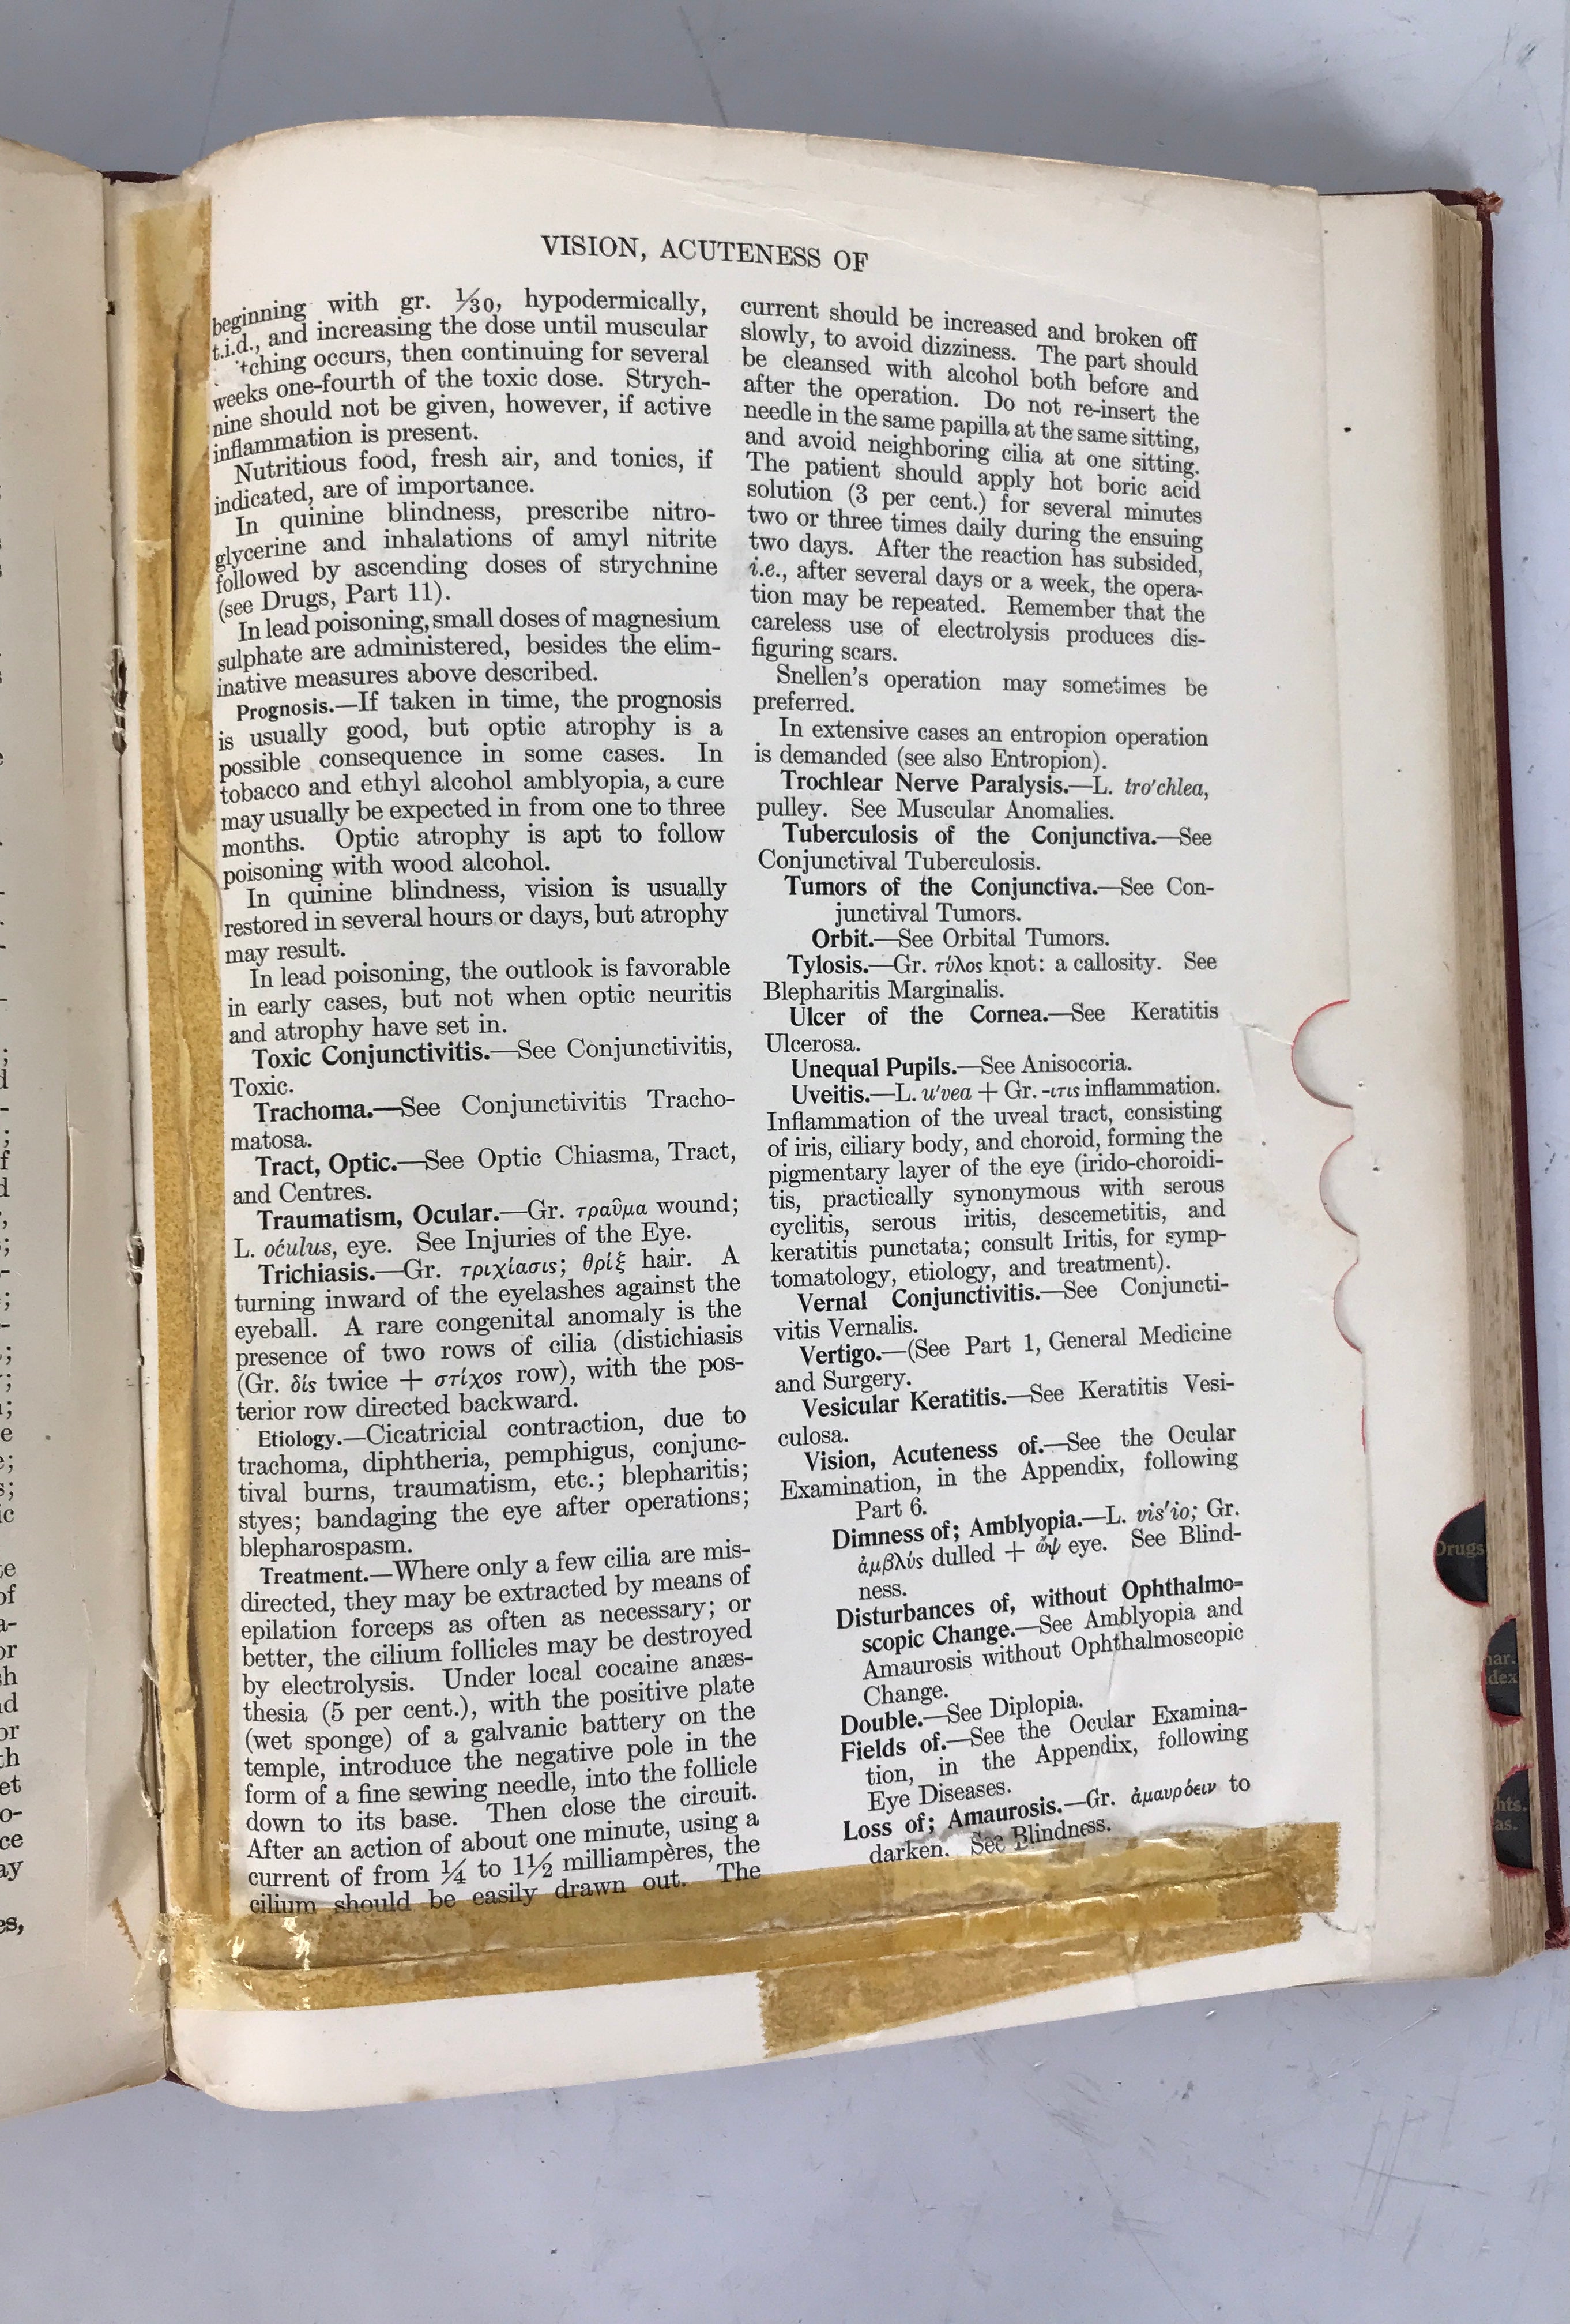 VISION, ACUTENESS OF
beginning with gr. 1/30, hypodermically,
t.i.d., and increasing the dose until muscular
tching occurs, then continuing for several
weeks one-fourth of the toxic dose. Strych-
nine should not be given, however, if active
inflammation is present.
Nutritious food, fresh air, and tonics, if
indicated, are of importance.
In quinine blindness, prescribe nitro-
glycerine and inhalations of amyl nitrite
followed by ascending doses of strychnine
(see Drugs, Part 11).
In lead poisoning, small doses of magnesium
sulphate are administered, besides the elim-
inative measures above described.
Prognosis.—If taken in time, the prognosis
is usually good, but optic atrophy is a
possible consequence in some cases. In
tobacco and ethyl alcohol amblyopia, a cure
may usually be expected in from one to three
months. Optic atrophy is apt to follow
poisoning with wood alcohol.
In quinine blindness, vision is usually
restored in several hours or days, but atrophy
may result.
In lead poisoning, the outlook is favorable
in early cases, but not when optic neuritis
and atrophy have set in.
Toxic Conjunctivitis.—See Conjunctivitis,
Toxic.
Trachoma.—See Conjunctivitis Tracho-
matosa.
Tract, Optic.—See Optic Chiasma, Tract,
and Centres.
Traumatism, Ocular.—Gr. τραῦμα wound;
L. oćulus, eye. See Injuries of the Eye.
Trichiasis.—Gr. τριχίασις; θρίξ hair. A
turning inward of the eyelashes against the
eyeball. A rare congenital anomaly is the
presence of two rows of cilia (distichiasis
(Gr. δίς twice + στίχος row), with the pos-
terior row directed backward.
Etiology.—Cicatricial contraction, due to
trachoma, diphtheria, pemphigus, conjunc-
tival burns, traumatism, etc.; blepharitis;
styes; bandaging the eye after operations;
blepharospasm.
Treatment.—Where only a few cilia are mis-
directed, they may be extracted by means of
epilation forceps as often as necessary; or
better, the cilium follicles may be destroyed
by electrolysis. Under local cocaine anæs-
thesia (5 per cent.), with the positive plate
(wet sponge) of a galvanic battery on the
temple, introduce the negative pole in the
form of a fine sewing needle, into the follicle
down to its base. Then close the circuit.
After an action of about one minute, using a
current of from 1/4 to 1 1/2 milliampères, the
cilium should be easily drawn out. The
current should be increased and broken off
slowly, to avoid dizziness. The part should
be cleansed with alcohol both before and
after the operation. Do not re-insert the
needle in the same papilla at the same sitting,
and avoid neighboring cilia at one sitting.
The patient should apply hot boric acid
solution (3 per cent.) for several minutes
two or three times daily during the ensuing
two days. After the reaction has subsided,
i.e., after several days or a week, the opera-
tion may be repeated. Remember that the
careless use of electrolysis produces dis-
figuring scars.
Snellen's operation may sometimes be
preferred.
In extensive cases an entropion operation
is demanded (see also Entropion).
Trochlear Nerve Paralysis.—L. tro'chlea,
pulley. See Muscular Anomalies.
Tuberculosis of the Conjunctiva.—See
Conjunctival Tuberculosis.
Tumors of the Conjunctiva.—See Con-
junctival Tumors.
Orbit.—See Orbital Tumors.
Tylosis.—Gr. τύλος knot: a callosity. See
Blepharitis Marginalis.
Ulcer of the Cornea.—See Keratitis
Ulcerosa.
Unequal Pupils.—See Anisocoria.
Uveitis.—L. u'vea + Gr. -ιτις inflammation.
Inflammation of the uveal tract, consisting
of iris, ciliary body, and choroid, forming the
pigmentary layer of the eye (irido-choroidi-
tis, practically synonymous with serous
cyclitis, serous iritis, descemetitis, and
keratitis punctata; consult Iritis, for symp-
tomatology, etiology, and treatment).
Vernal Conjunctivitis.—See Conjuncti-
vitis Vernalis.
Vertigo.—(See Part 1, General Medicine
and Surgery.
Vesicular Keratitis.—See Keratitis Vesi-
culosa.
Vision, Acuteness of.—See the Ocular
Examination, in the Appendix, following
Part 6.
Dimness of; Amblyopia.—L. vis'io; Gr.
ἀμβλύς dulled + ὤψ eye. See Blind-
ness.
Disturbances of, without Ophthalmo-
scopic Change.—See Amblyopia and
Amaurosis without Ophthalmoscopic
Change.
Double.—See Diplopia.
Fields of.—See the Ocular Examina-
tion, in the Appendix, following
Eye Diseases.
Loss of; Amaurosis.—Gr. ἀμαυρόειν to
darken. See Blindness.
Drugs